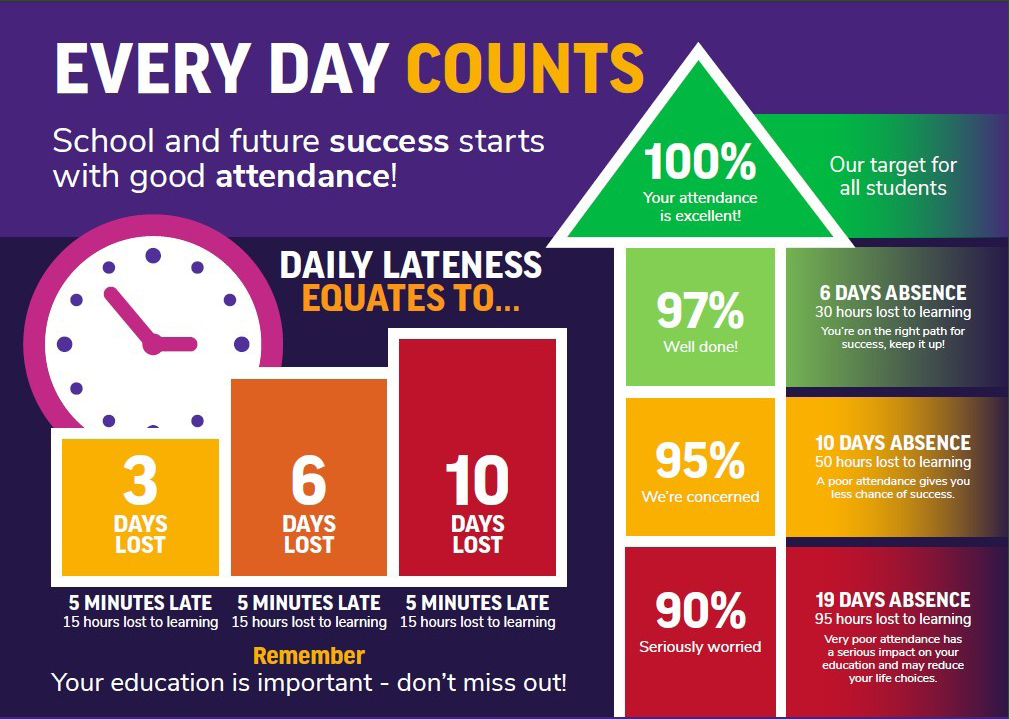 EVERY DAY COUNTS
School and future success starts
with good attendance!
DAILY LATENESS
EQUATES TO...
3
DAYS
LOST
5 MINUTES LATE
15 hours lost to learning
6
DAYS
LOST
5 MINUTES LATE
15 hours lost to learning
10
DAYS
LOST
5 MINUTES LATE
15 hours lost to learning
Remember
Your education is important - don't miss out!
100%
Your attendance
is excellent!
Our target for
all students
97%
Well done!
6 DAYS ABSENCE
30 hours lost to learning
You're on the right path for
success, keep it up!
95%
We're concerned
10 DAYS ABSENCE
50 hours lost to learning
A poor attendance gives you
less chance of success.
90%
Seriously worried
19 DAYS ABSENCE
95 hours lost to learning
Very poor attendance has
a serious impact on your
education and may reduce
your life choices.